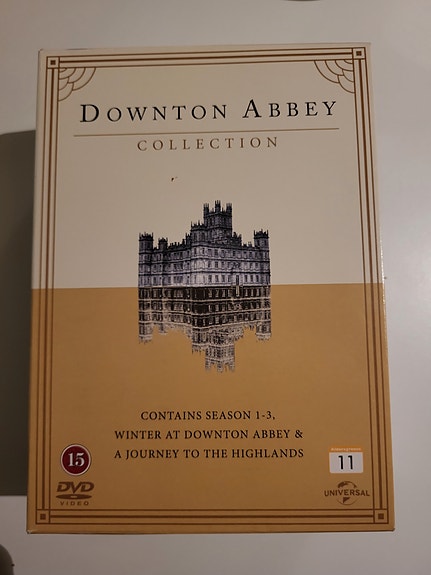 DOWNTON ABBEY
COLLECTION
CONTAINS SEASON 1-3,
WINTER AT DOWNTON ABBEY &
A JOURNEY TO THE HIGHLANDS
15
11
DVD
VIDEO
UNIVERSAL